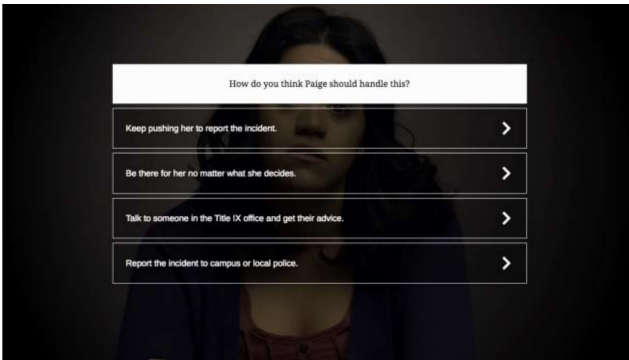 How do you think Paige should handle this?
Keep pushing her to report the incident.
Be there for her no matter what she decides.
Talk to someone in the Title IX office and get their advice.
Report the incident to campus or local police.